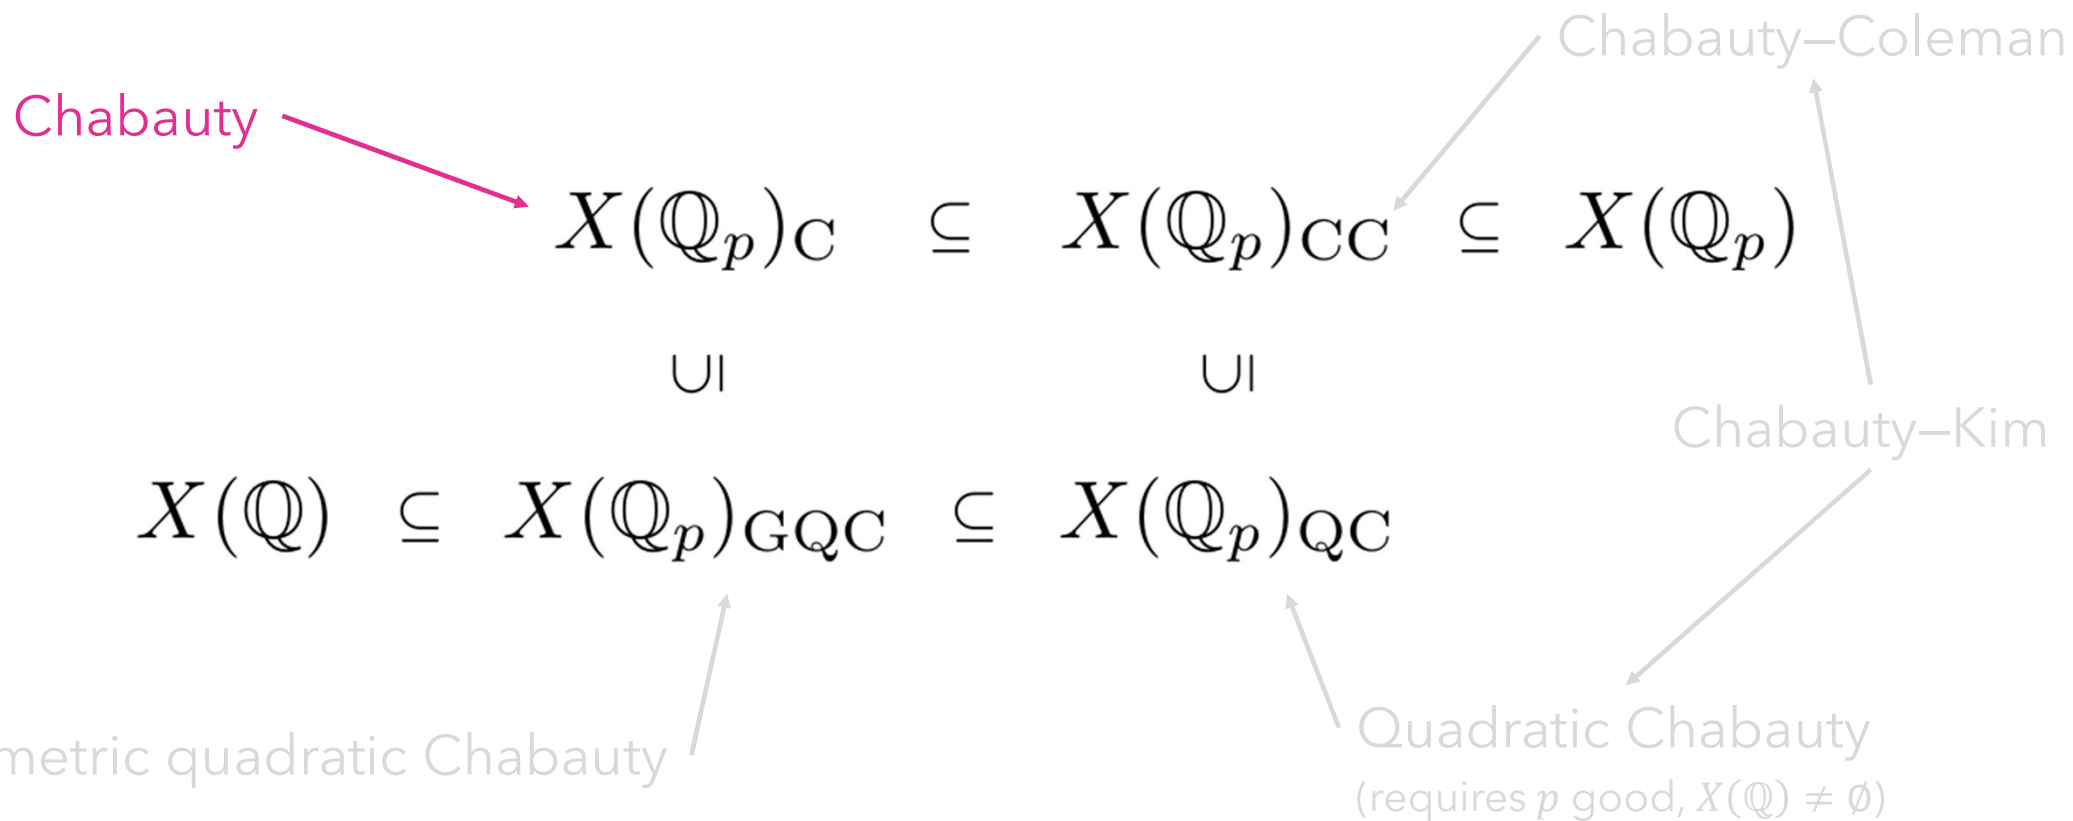 Chabauty–Coleman
Chabauty
X(ℚ_p)_C ⊆ X(ℚ_p)_CC ⊆ X(ℚ_p)
∪| ∪|
Chabauty–Kim
X(ℚ) ⊆ X(ℚ_p)_GQC ⊆ X(ℚ_p)_QC
metric quadratic Chabauty
Quadratic Chabauty
(requires p good, X(ℚ) ≠ ∅)